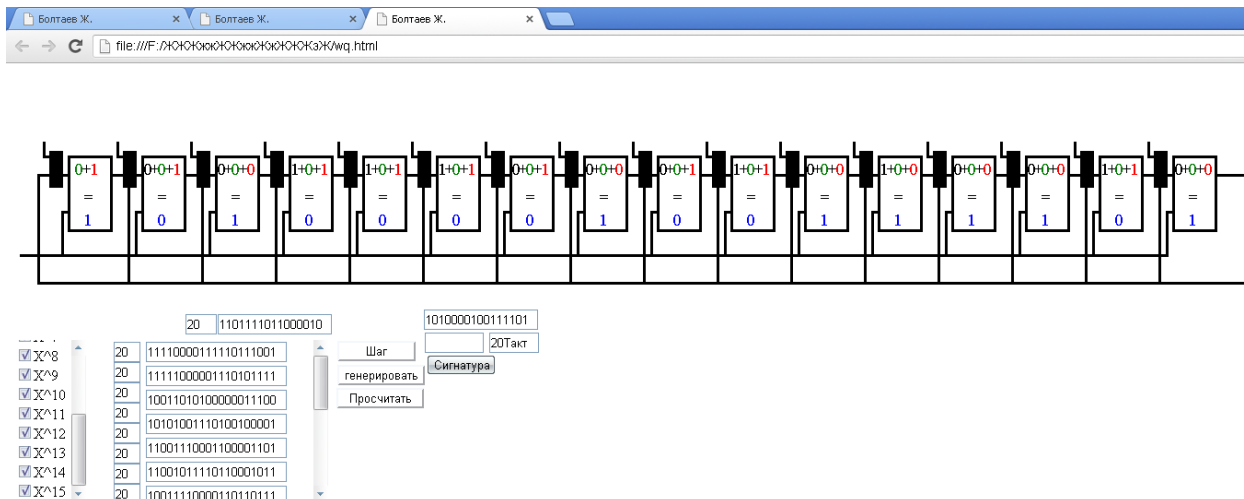 Болтаев Ж. Болтаев Ж. Болтаев Ж.
0+1 0+0+1 0+0+0 1+0+1 1+0+1 1+0+1 0+0+1 0+0+0 0+0+1 1+0+1 0+0+0 1+0+0 0+0+0 0+0+0 1+0+1 0+0+0
= = = = = = = = = = = = = = = =
1 0 1 0 0 0 0 1 0 0 1 1 1 1 0 1
20 1101111011000010 1010000100111101
20Такт
X^8 20 11110000111110111001 Шаг
Сигнатура
X^9 20 11111000001110101111 генерировать
X^10 20 10011010100000011100 Просчитать
X^11 20 10101001110100100001
X^12 20 11001110001100001101
X^13 20 11001011110110001011
X^14 20 10011110000110110111
X^15 20